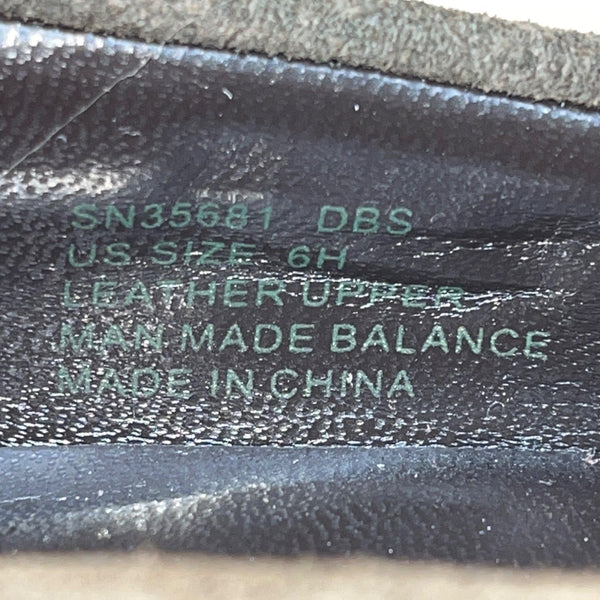 SN35681 DBS
US SIZE 6H
LEATHER UPPER
MAN MADE BALANCE
MADE IN CHINA